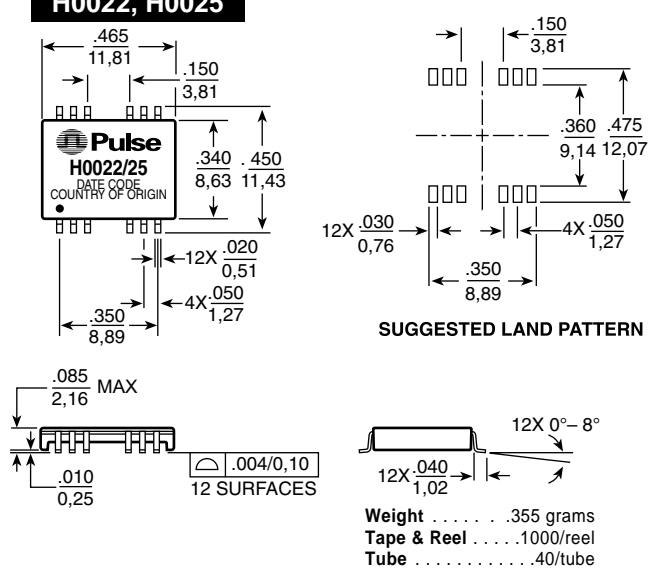 H0022, H0025
.465
11,81
.150
3,81
Pulse
H0022/25
DATE CODE
COUNTRY OF ORIGIN
.340
8,63
.450
11,43
12X .020
0,51
4X .050
1,27
.350
8,89
.150
3,81
.360
9,14
.475
12,07
12X .030
0,76
4X .050
1,27
.350
8,89
SUGGESTED LAND PATTERN
.085
2,16 MAX
.010
0,25
.004/0,10
12 SURFACES
12X 0°– 8°
12X .040
1,02
Weight . . . . . . .355 grams
Tape & Reel . . . . .1000/reel
Tube . . . . . . . . . . . .40/tube